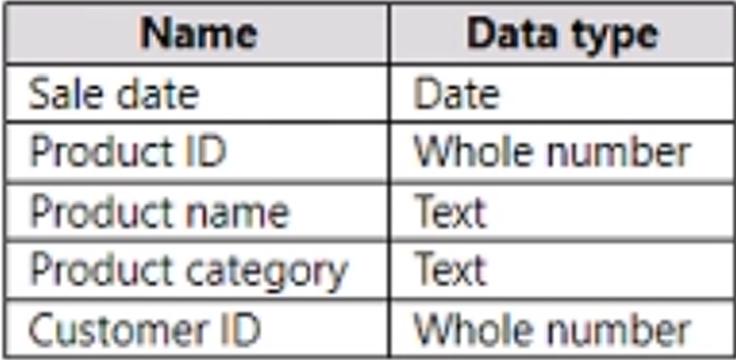 Name Data type
Sale date Date
Product ID Whole number
Product name Text
Product category Text
Customer ID Whole number